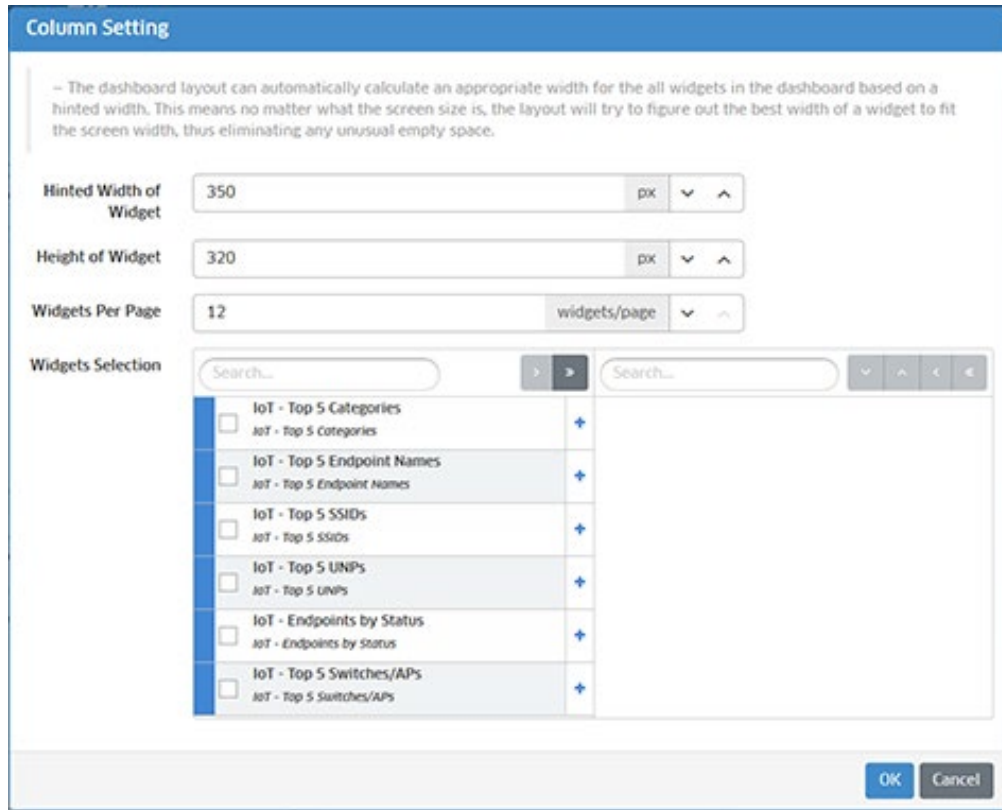 Column Setting
– The dashboard layout can automatically calculate an appropriate width for the all widgets in the dashboard based on a
hinted width. This means no matter what the screen size is, the layout will try to figure out the best width of a widget to fit
the screen width, thus eliminating any unusual empty space.
Hinted Width of
Widget
350 px
Height of Widget 320 px
Widgets Per Page 12 widgets/page
Widgets Selection Search... Search...
IoT - Top 5 Categories
IoT - Top 5 Categories
IoT - Top 5 Endpoint Names
IoT - Top 5 Endpoint Names
IoT - Top 5 SSIDs
IoT - Top 5 SSIDs
IoT - Top 5 UNPs
IoT - Top 5 UNPs
IoT - Endpoints by Status
IoT - Endpoints by Status
IoT - Top 5 Switches/APs
IoT - Top 5 Switches/APs
OK Cancel